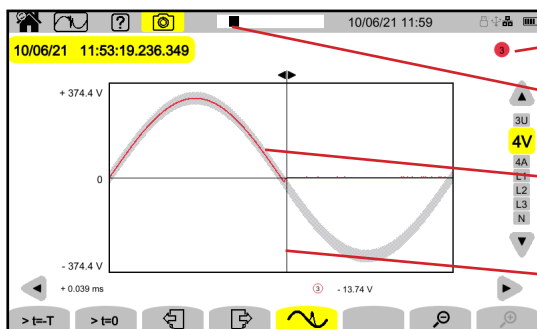 ?
10/06/21 11:59
10/06/21 11:53:19.236.349
3
+ 374.4 V
0
- 374.4 V
3U
4V
4A
L1
L2
L3
N
+ 0.039 ms
3 - 13.74 V
> t=-T
> t=0